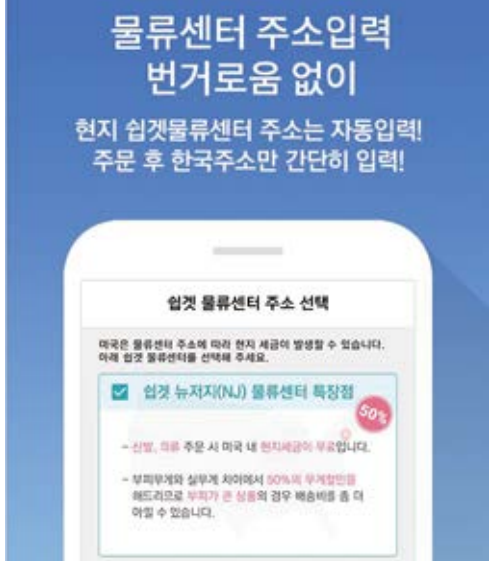 물류센터 주소입력
번거로움 없이
현지 쉽겟물류센터 주소는 자동입력!
주문 후 한국주소만 간단히 입력!
쉽겟 물류센터 주소 선택
미국은 물류센터 주소에 따라 현지 세금이 발생할 수 있습니다.
아래 쉽겟 물류센터를 선택해 주세요.
쉽겟 뉴저지(NJ) 물류센터 특장점
50%
- 신발, 의류 주문 시 미국 내 현지세금이 무료입니다.
- 부피무게와 실무게 차이에서 50%의 무게할인을
해드리므로 부피가 큰 상품의 경우 배송비를 좀 더
아낄 수 있습니다.